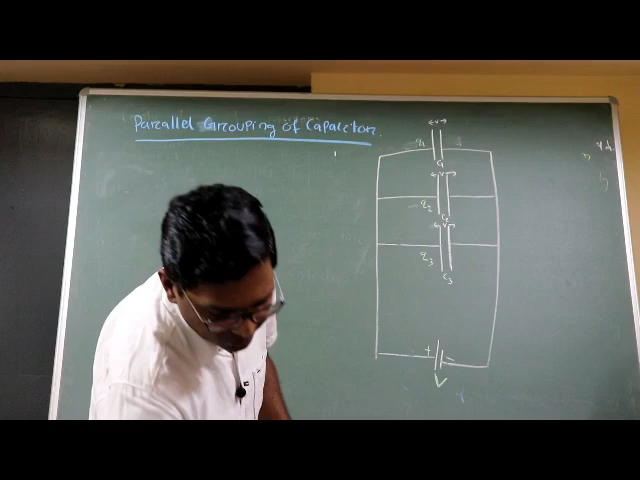 Parallel Grouping of Capacitor.
V
q1
C1
V
q2
C2
V
q3
C3
+ -
V